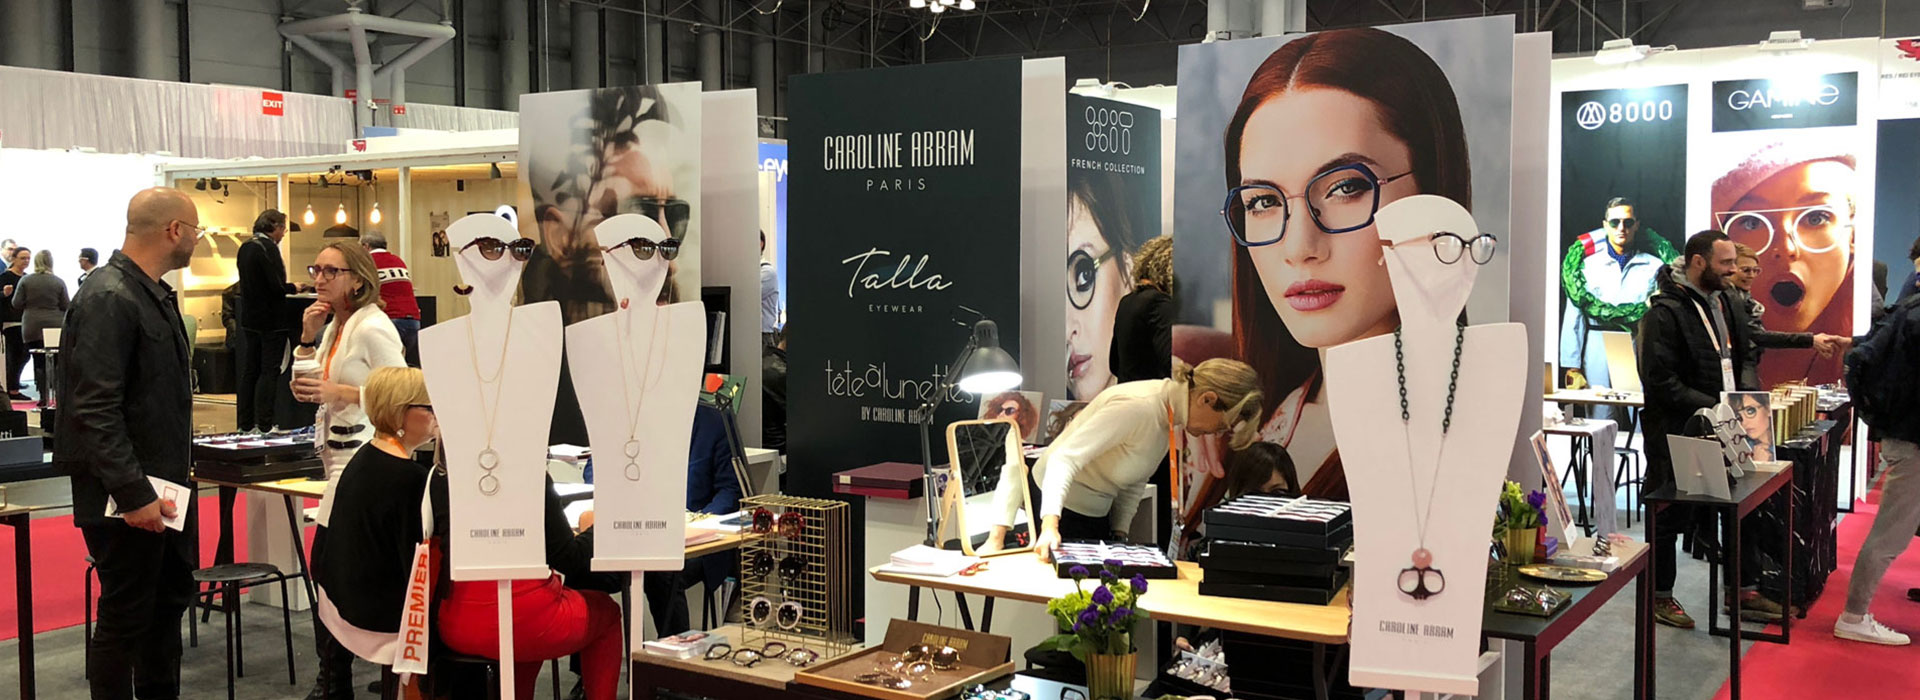 EXIT
CAROLINE ABRAM
PARIS
Talla
EYEWEAR
têteàlunettes
BY CAROLINE ABRAM
FRENCH COLLECTION
8000
GAMINE
CAROLINE ABRAM
CAROLINE ABRAM
CAROLINE ABRAM
CAROLINE ABRAM
PREMIER